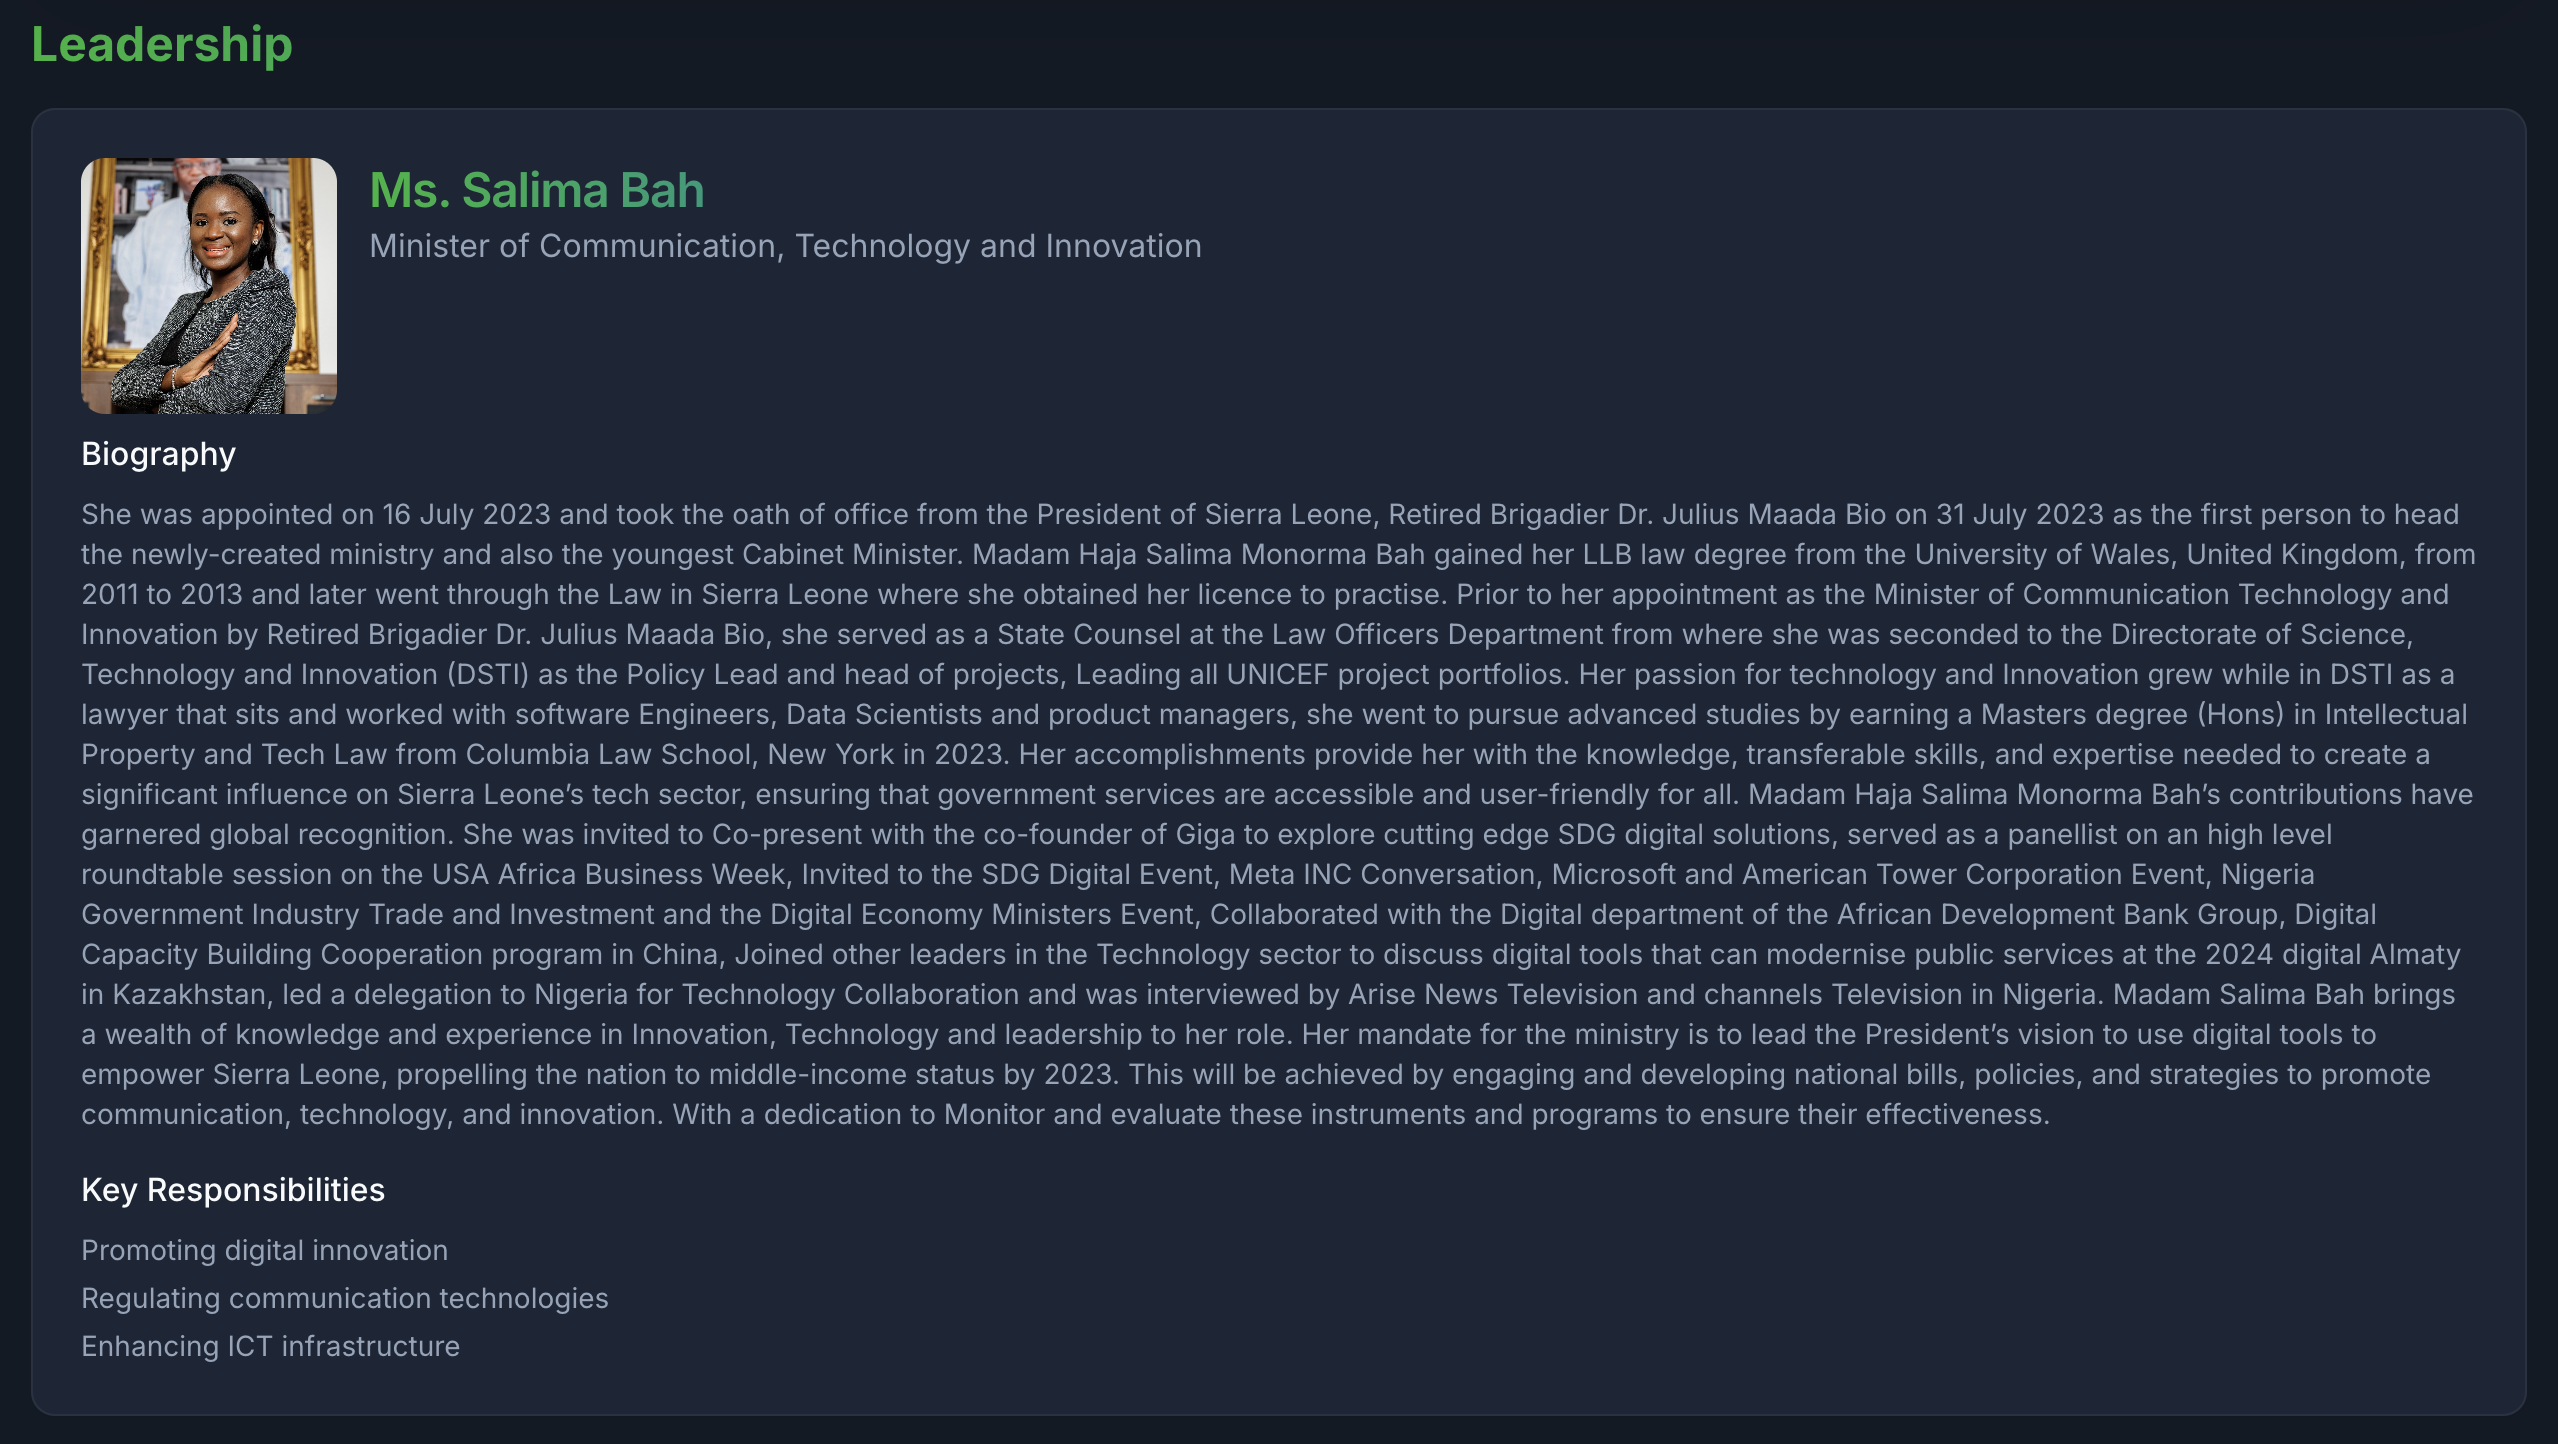 Leadership
Ms. Salima Bah
Minister of Communication, Technology and Innovation
Biography
She was appointed on 16 July 2023 and took the oath of office from the President of Sierra Leone, Retired Brigadier Dr. Julius Maada Bio on 31 July 2023 as the first person to head
the newly-created ministry and also the youngest Cabinet Minister. Madam Haja Salima Monorma Bah gained her LLB law degree from the University of Wales, United Kingdom, from
2011 to 2013 and later went through the Law in Sierra Leone where she obtained her licence to practise. Prior to her appointment as the Minister of Communication Technology and
Innovation by Retired Brigadier Dr. Julius Maada Bio, she served as a State Counsel at the Law Officers Department from where she was seconded to the Directorate of Science,
Technology and Innovation (DSTI) as the Policy Lead and head of projects, Leading all UNICEF project portfolios. Her passion for technology and Innovation grew while in DSTI as a
lawyer that sits and worked with software Engineers, Data Scientists and product managers, she went to pursue advanced studies by earning a Masters degree (Hons) in Intellectual
Property and Tech Law from Columbia Law School, New York in 2023. Her accomplishments provide her with the knowledge, transferable skills, and expertise needed to create a
significant influence on Sierra Leone’s tech sector, ensuring that government services are accessible and user-friendly for all. Madam Haja Salima Monorma Bah’s contributions have
garnered global recognition. She was invited to Co-present with the co-founder of Giga to explore cutting edge SDG digital solutions, served as a panellist on an high level
roundtable session on the USA Africa Business Week, Invited to the SDG Digital Event, Meta INC Conversation, Microsoft and American Tower Corporation Event, Nigeria
Government Industry Trade and Investment and the Digital Economy Ministers Event, Collaborated with the Digital department of the African Development Bank Group, Digital
Capacity Building Cooperation program in China, Joined other leaders in the Technology sector to discuss digital tools that can modernise public services at the 2024 digital Almaty
in Kazakhstan, led a delegation to Nigeria for Technology Collaboration and was interviewed by Arise News Television and channels Television in Nigeria. Madam Salima Bah brings
a wealth of knowledge and experience in Innovation, Technology and leadership to her role. Her mandate for the ministry is to lead the President’s vision to use digital tools to
empower Sierra Leone, propelling the nation to middle-income status by 2023. This will be achieved by engaging and developing national bills, policies, and strategies to promote
communication, technology, and innovation. With a dedication to Monitor and evaluate these instruments and programs to ensure their effectiveness.
Key Responsibilities
Promoting digital innovation
Regulating communication technologies
Enhancing ICT infrastructure